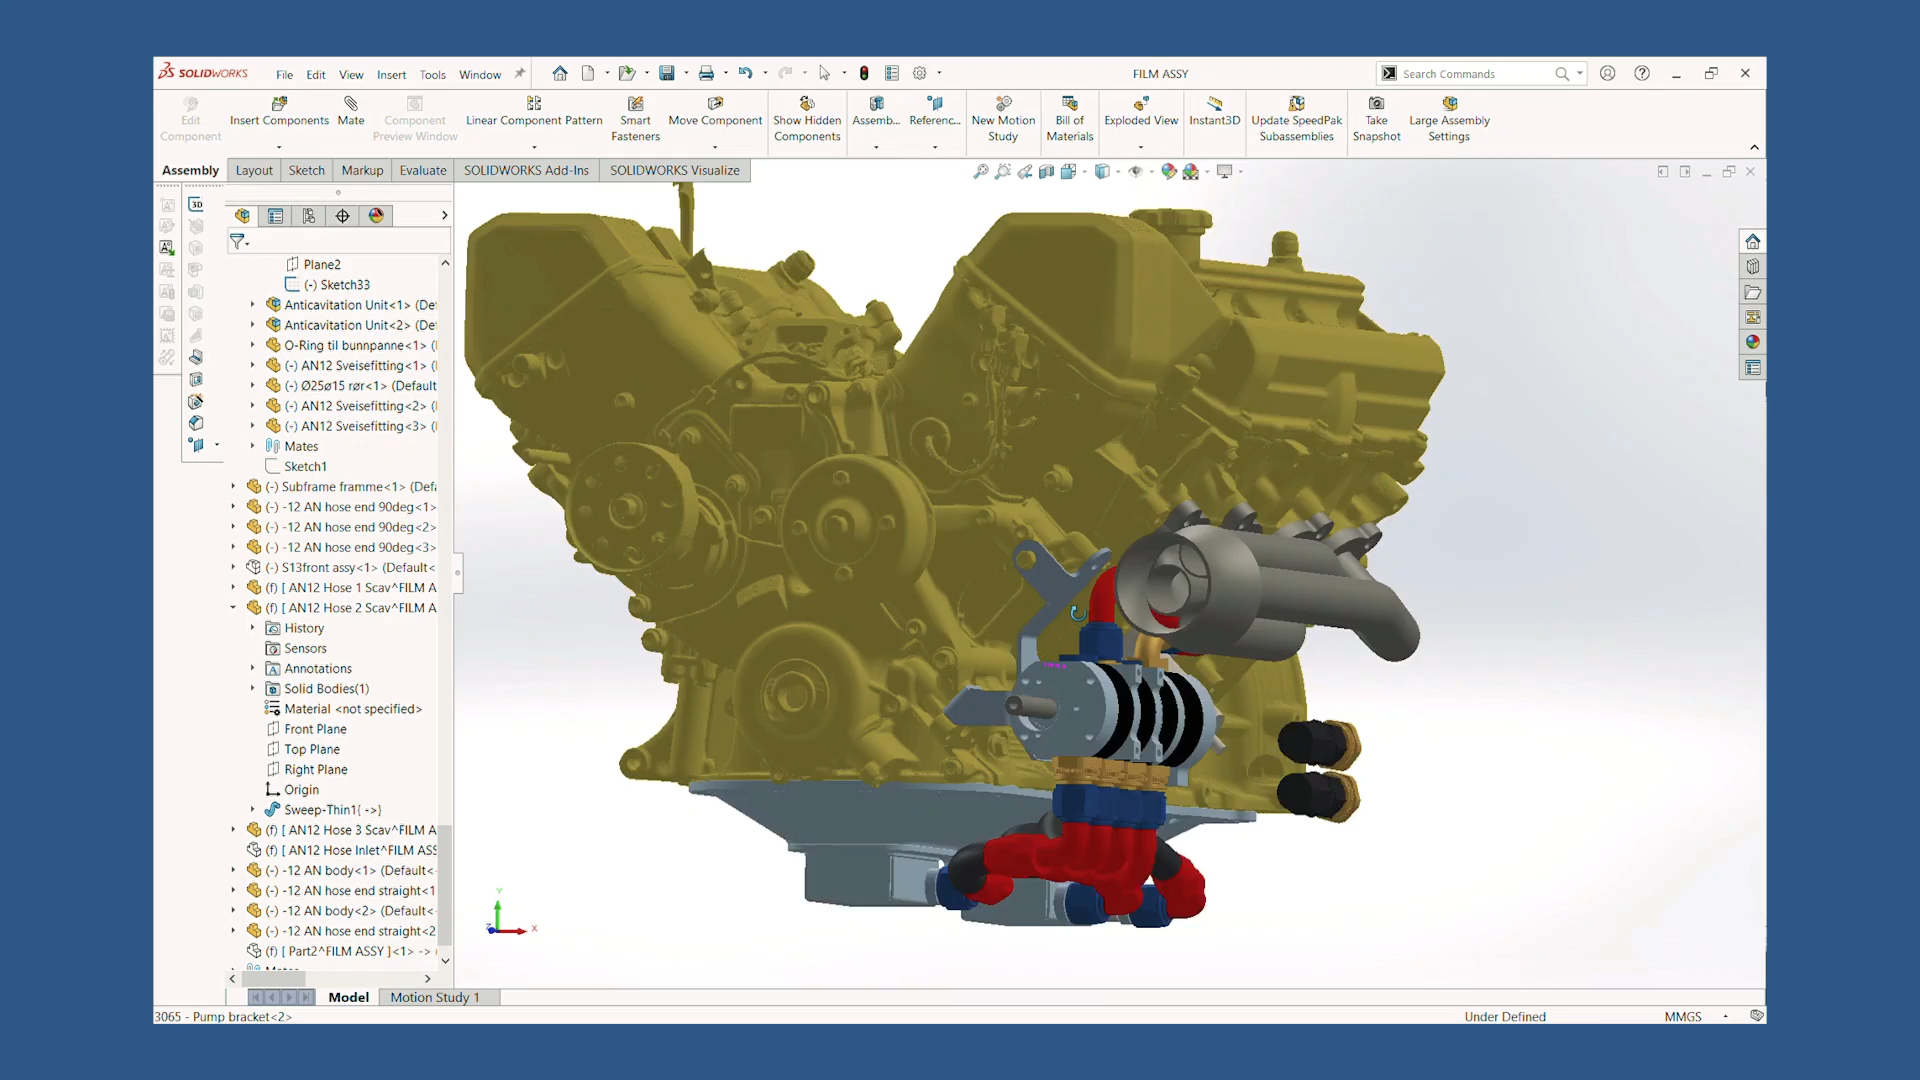 SOLIDWORKS File Edit View Insert Tools Window FILM ASSY Search Commands
Edit Component
Insert Components
Mate
Component Preview Window
Linear Component Pattern
Smart Fasteners
Move Component
Show Hidden Components
Assemb...
Referenc...
New Motion Study
Bill of Materials
Exploded View
Instant3D
Update SpeedPak Subassemblies
Take Snapshot
Large Assembly Settings
Assembly Layout Sketch Markup Evaluate SOLIDWORKS Add-Ins SOLIDWORKS Visualize
Plane2
(-) Sketch33
Anticavitation Unit<1> (De
Anticavitation Unit<2> (De
O-Ring til bunnpanne<1> (
(-) AN12 Sveisefitting<1> (
(-) Ø25ø15 rør<1> (Default
(-) AN12 Sveisefitting<2> (
(-) AN12 Sveisefitting<3> (
Mates
Sketch1
(-) Subframe framme<1> (Defa
(-) -12 AN hose end 90deg<1>
(-) -12 AN hose end 90deg<2>
(-) -12 AN hose end 90deg<3>
(-) S13front assy<1> (Default<
(f) [ AN12 Hose 1 Scav^FILM A
(f) [ AN12 Hose 2 Scav^FILM A
History
Sensors
Annotations
Solid Bodies(1)
Material <not specified>
Front Plane
Top Plane
Right Plane
Origin
Sweep-Thin1{ ->}
(f) [ AN12 Hose 3 Scav^FILM A
(f) [ AN12 Hose Inlet^FILM ASS
(-) -12 AN body<1> (Default<
(-) -12 AN hose end straight<1
(-) -12 AN body<2> (Default<
(-) -12 AN hose end straight<2
(f) [ Part2^FILM ASSY ]<1> -> (
Mates
Y
X
Z
Model Motion Study 1
3065 - Pump bracket<2> Under Defined MMGS